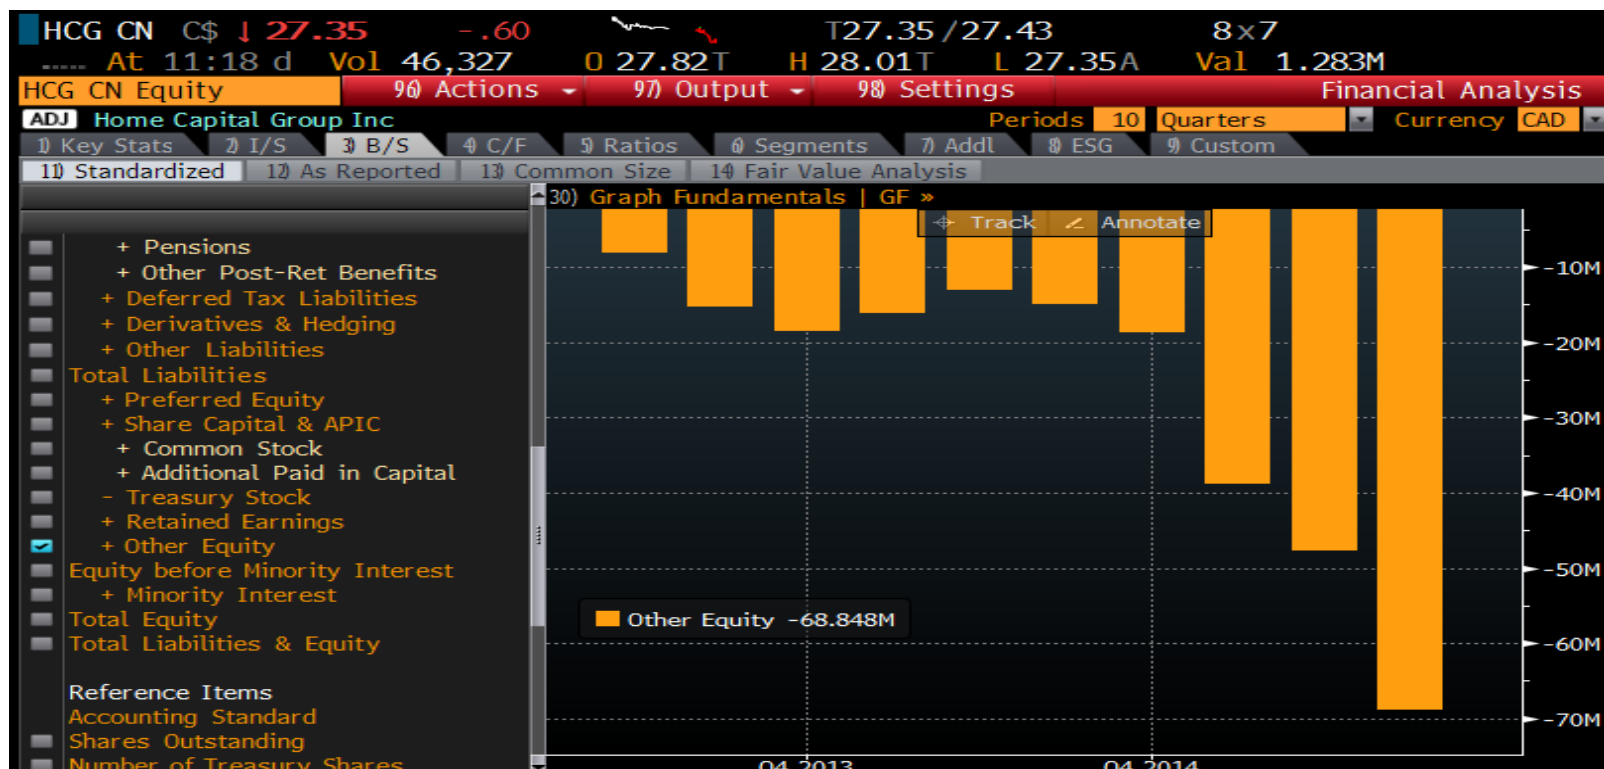 HCG CN C$ ↓ 27.35 -.60 T27.35/27.43 8x7
At 11:18 d Vol 46,327 O 27.82T H 28.01T L 27.35A Val 1.283M
HCG CN Equity 96) Actions 97) Output 98) Settings Financial Analysis
ADJ Home Capital Group Inc Periods 10 Quarters Currency CAD
1) Key Stats 2) I/S 3) B/S 4) C/F 5) Ratios 6) Segments 7) Addl 8) ESG 9) Custom
11) Standardized 12) As Reported 13) Common Size 14) Fair Value Analysis
30) Graph Fundamentals | GF »
Track Annotate
+ Pensions
+ Other Post-Ret Benefits
+ Deferred Tax Liabilities
+ Derivatives & Hedging
+ Other Liabilities
Total Liabilities
+ Preferred Equity
+ Share Capital & APIC
+ Common Stock
+ Additional Paid in Capital
- Treasury Stock
+ Retained Earnings
+ Other Equity
Equity before Minority Interest
+ Minority Interest
Total Equity
Total Liabilities & Equity
Reference Items
Accounting Standard
Shares Outstanding
Number of Treasury Shares
Other Equity -68.848M
-10M
-20M
-30M
-40M
-50M
-60M
-70M
Q4 2013 Q4 2014